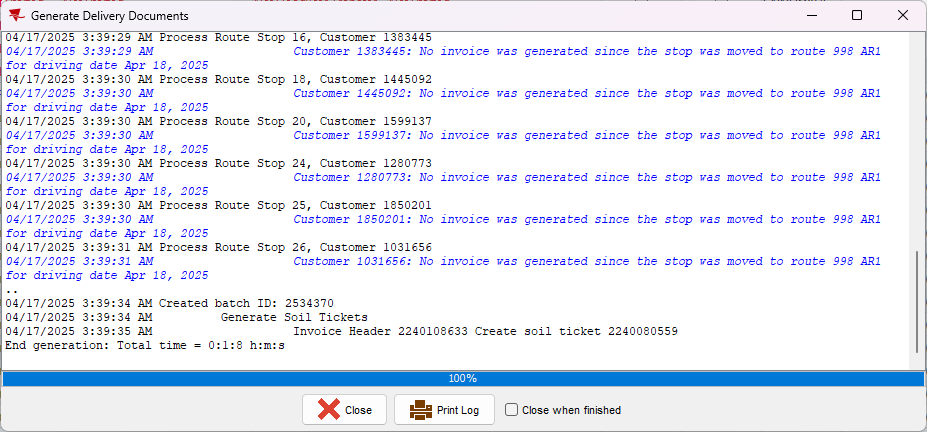 Generate Delivery Documents
04/17/2025 3:39:29 AM Process Route Stop 16, Customer 1383445
04/17/2025 3:39:29 AM Customer 1383445: No invoice was generated since the stop was moved to route 998 AR1
for driving date Apr 18, 2025
04/17/2025 3:39:30 AM Process Route Stop 18, Customer 1445092
04/17/2025 3:39:30 AM Customer 1445092: No invoice was generated since the stop was moved to route 998 AR1
for driving date Apr 18, 2025
04/17/2025 3:39:30 AM Process Route Stop 20, Customer 1599137
04/17/2025 3:39:30 AM Customer 1599137: No invoice was generated since the stop was moved to route 998 AR1
for driving date Apr 18, 2025
04/17/2025 3:39:30 AM Process Route Stop 24, Customer 1280773
04/17/2025 3:39:30 AM Customer 1280773: No invoice was generated since the stop was moved to route 998 AR1
for driving date Apr 18, 2025
04/17/2025 3:39:30 AM Process Route Stop 25, Customer 1850201
04/17/2025 3:39:30 AM Customer 1850201: No invoice was generated since the stop was moved to route 998 AR1
for driving date Apr 18, 2025
04/17/2025 3:39:31 AM Process Route Stop 26, Customer 1031656
04/17/2025 3:39:31 AM Customer 1031656: No invoice was generated since the stop was moved to route 998 AR1
for driving date Apr 18, 2025
..
04/17/2025 3:39:34 AM Created batch ID: 2534370
04/17/2025 3:39:34 AM Generate Soil Tickets
04/17/2025 3:39:35 AM Invoice Header 2240108633 Create soil ticket 2240080559
End generation: Total time = 0:1:8 h:m:s
100%
Close
Print Log
Close when finished